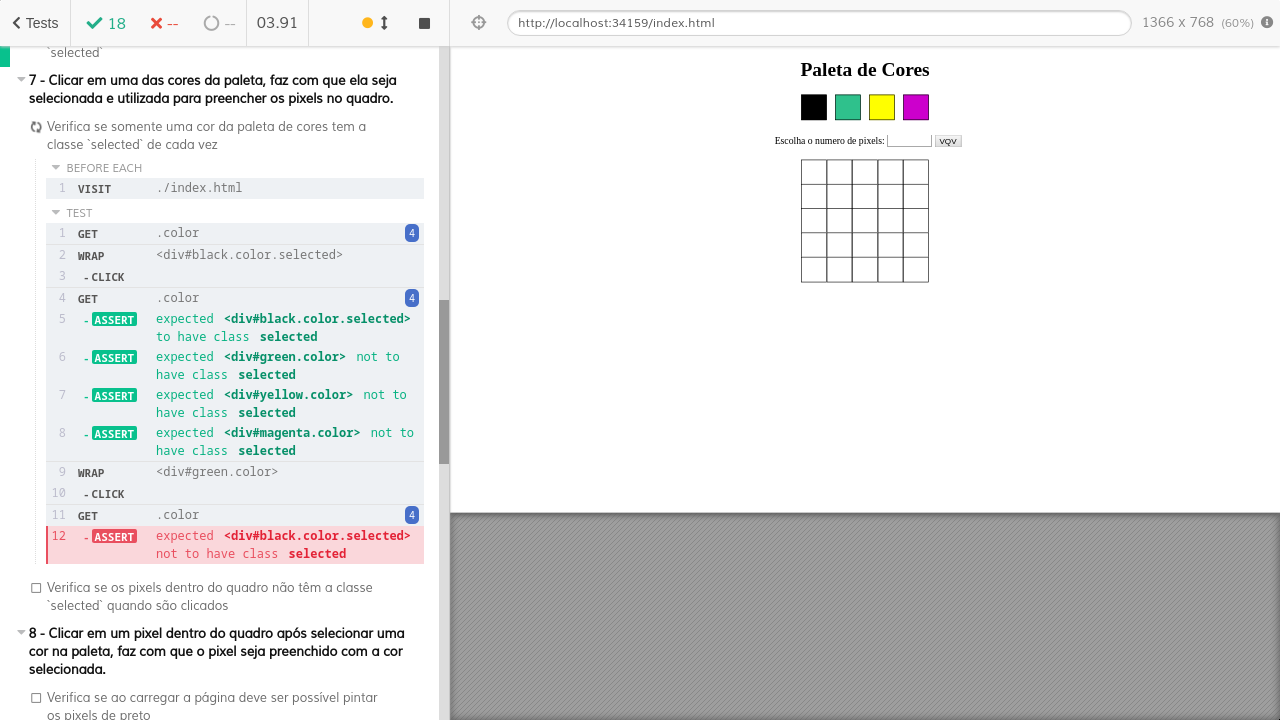 Tests
18
--
--
03.91
http://localhost:34159/index.html
1366 x 768 (60%)
`selected`
7 - Clicar em uma das cores da paleta, faz com que ela seja
selecionada e utilizada para preencher os pixels no quadro.
Verifica se somente uma cor da paleta de cores tem a
classe `selected` de cada vez
BEFORE EACH
1 VISIT ./index.html
TEST
1 GET .color 4
2 WRAP <div#black.color.selected>
3 - CLICK
4 GET .color 4
5 - ASSERT expected <div#black.color.selected>
to have class selected
6 - ASSERT expected <div#green.color> not to
have class selected
7 - ASSERT expected <div#yellow.color> not to
have class selected
8 - ASSERT expected <div#magenta.color> not to
have class selected
9 WRAP <div#green.color>
10 - CLICK
11 GET .color 4
12 - ASSERT expected <div#black.color.selected>
not to have class selected
Verifica se os pixels dentro do quadro não têm a classe
`selected` quando são clicados
8 - Clicar em um pixel dentro do quadro após selecionar uma
cor na paleta, faz com que o pixel seja preenchido com a cor
selecionada.
Verifica se ao carregar a página deve ser possível pintar
os pixels de preto
Paleta de Cores
Escolha o numero de pixels: VQV